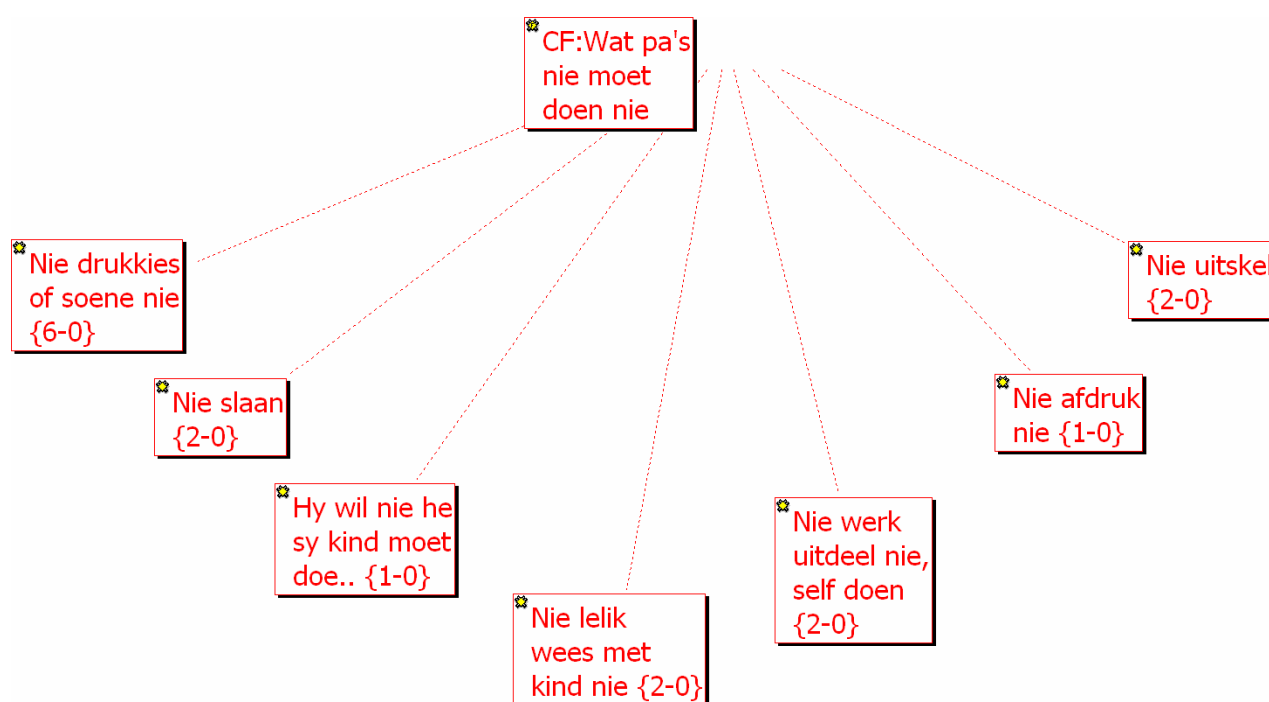 CF:Wat pa's
nie moet
doen nie
Nie drukkies
of soene nie
{6-0}
Nie slaan
{2-0}
Hy wil nie he
sy kind moet
doe.. {1-0}
Nie lelik
wees met
kind nie {2-0}
Nie werk
uitdeel nie,
self doen
{2-0}
Nie afdruk
nie {1-0}
Nie uitskel
{2-0}